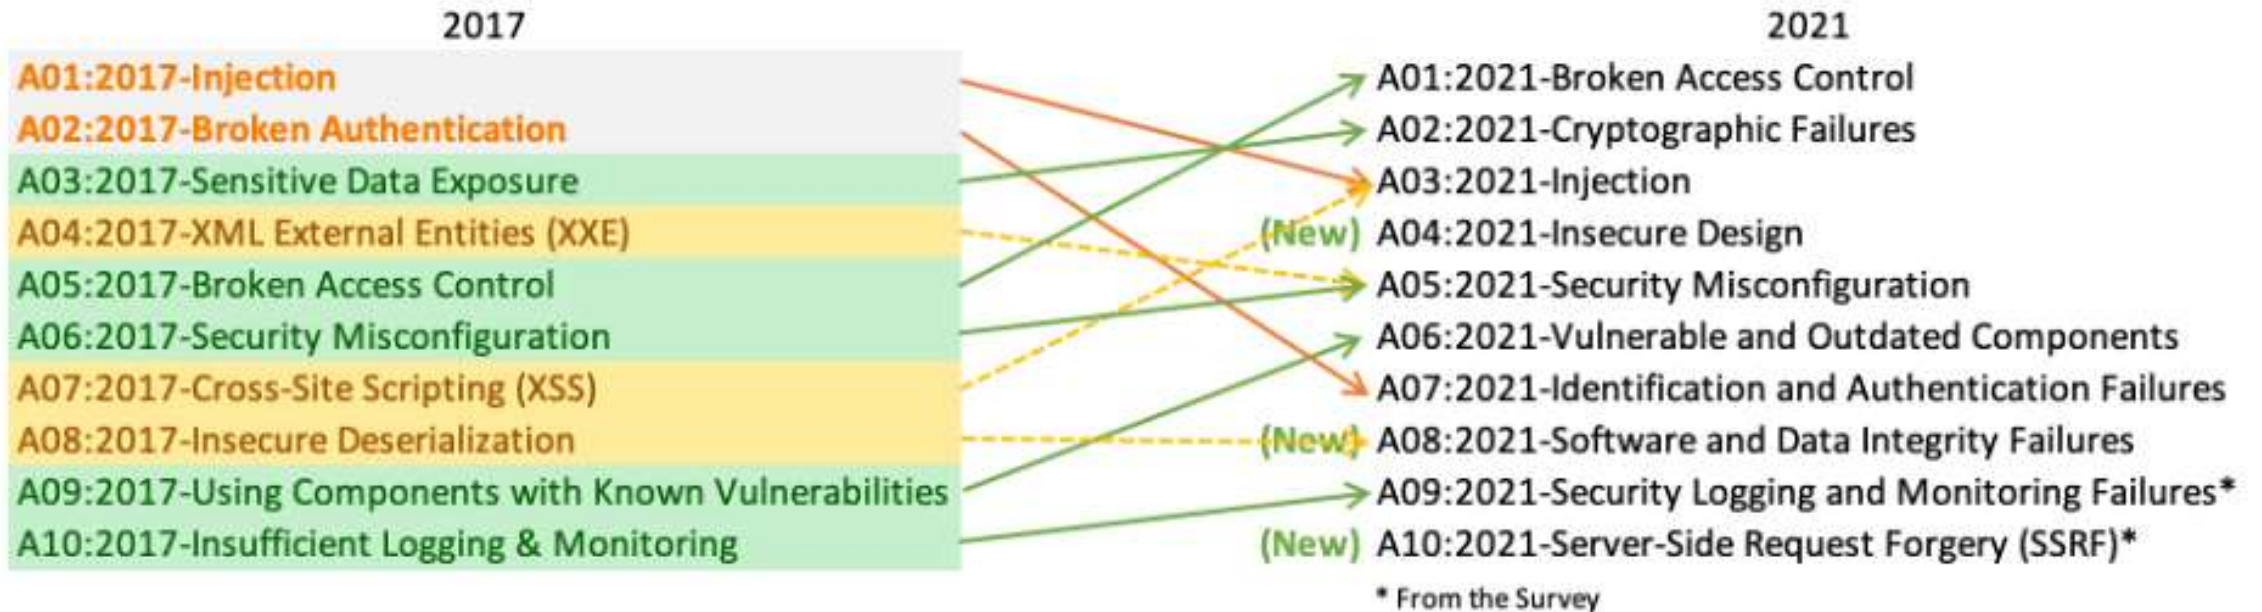 2017
A01:2017-Injection
A02:2017-Broken Authentication
A03:2017-Sensitive Data Exposure
A04:2017-XML External Entities (XXE)
A05:2017-Broken Access Control
A06:2017-Security Misconfiguration
A07:2017-Cross-Site Scripting (XSS)
A08:2017-Insecure Deserialization
A09:2017-Using Components with Known Vulnerabilities
A10:2017-Insufficient Logging & Monitoring
2021
A01:2021-Broken Access Control
A02:2021-Cryptographic Failures
A03:2021-Injection
(New) A04:2021-Insecure Design
A05:2021-Security Misconfiguration
A06:2021-Vulnerable and Outdated Components
A07:2021-Identification and Authentication Failures
(New) A08:2021-Software and Data Integrity Failures
A09:2021-Security Logging and Monitoring Failures*
(New) A10:2021-Server-Side Request Forgery (SSRF)*
* From the Survey